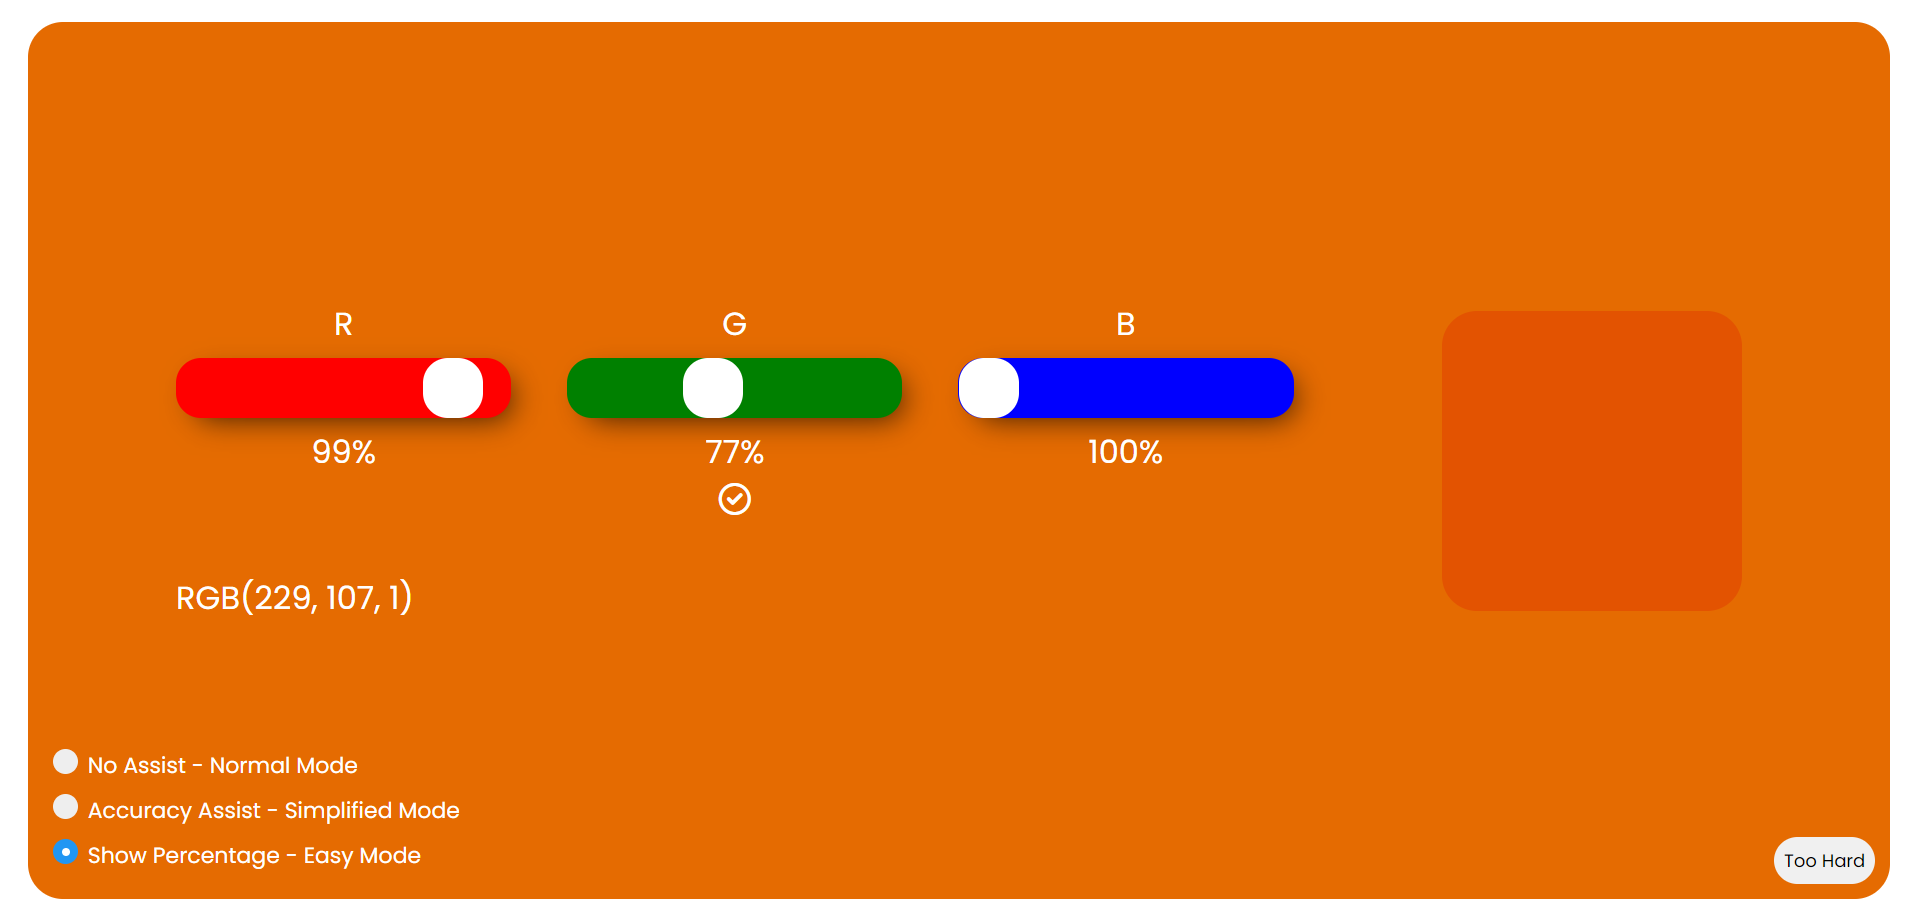 R
G
B
99%
77%
100%
RGB(229, 107, 1)
No Assist - Normal Mode
Accuracy Assist - Simplified Mode
Show Percentage - Easy Mode
Too Hard